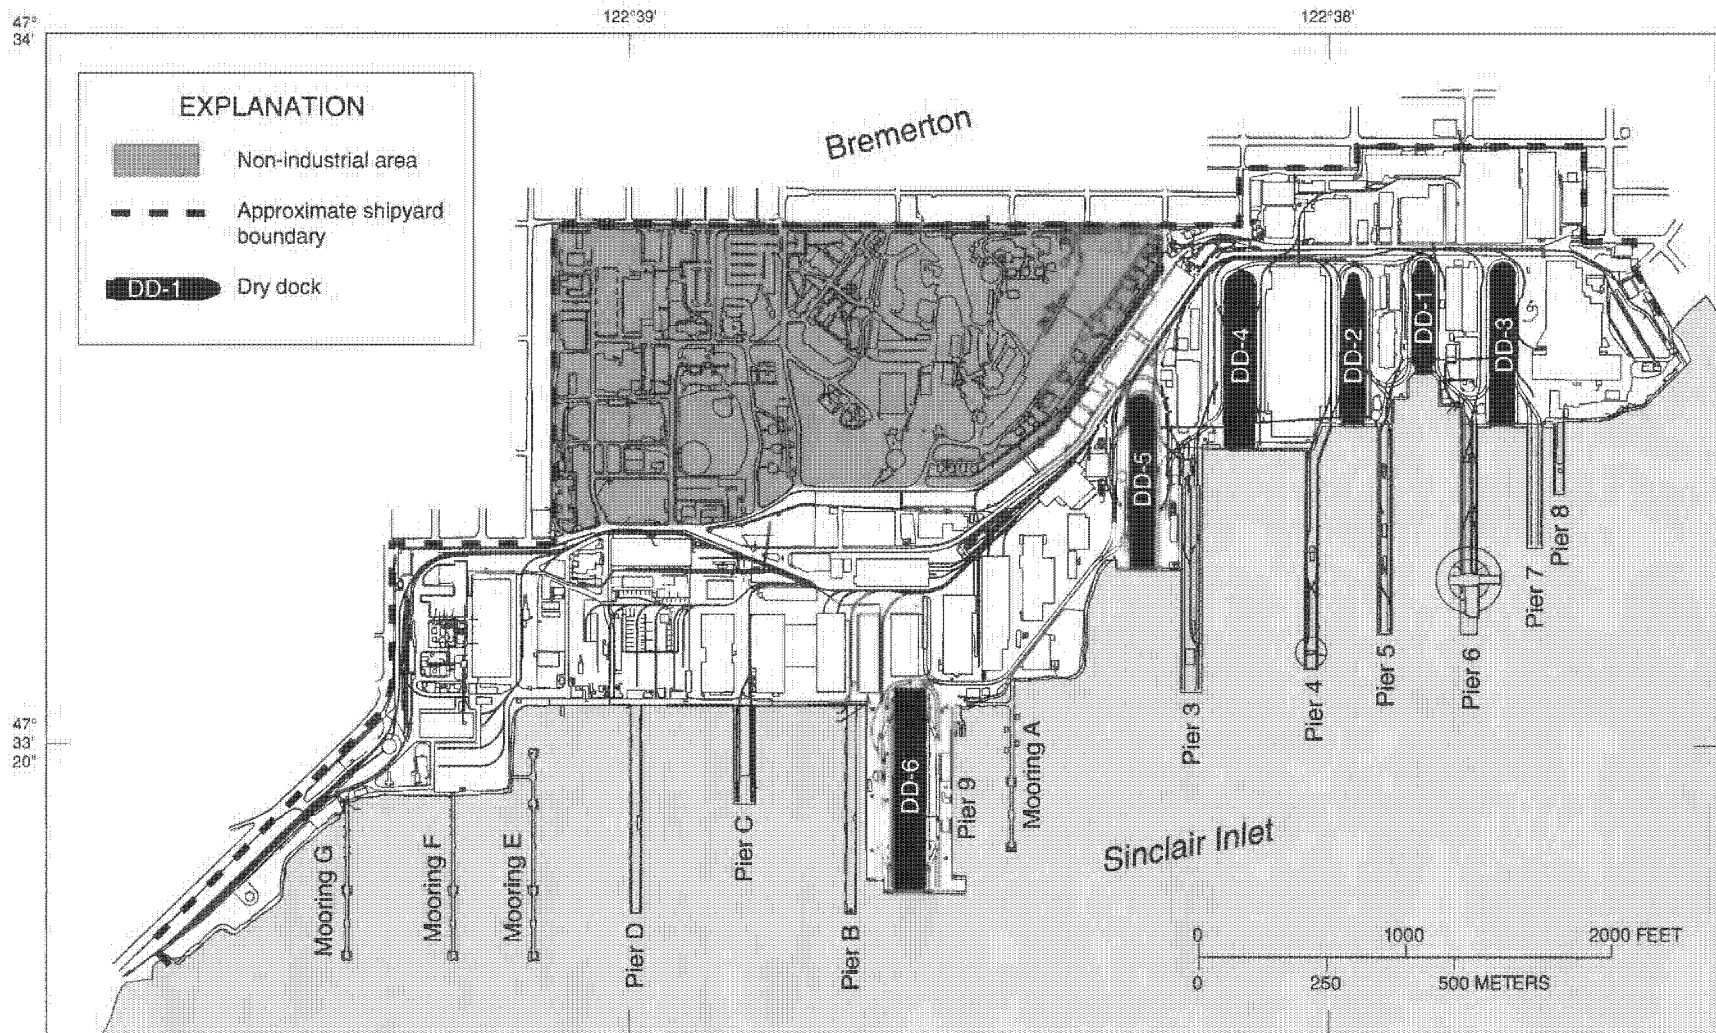 122°39'
122°38'
47°
34'
EXPLANATION
Non-industrial area
Approximate shipyard
boundary
DD-1
Dry dock
Bremerton
DD-4
DD-2
DD-1
DD-3
DD-5
DD-6
Pier 8
Pier 7
Pier 6
Pier 5
Pier 4
Pier 3
47°
33'
20"
Mooring A
Pier 9
Pier B
Pier C
Pier D
Mooring E
Mooring F
Mooring G
Sinclair Inlet
0 1000 2000 FEET
0 250 500 METERS